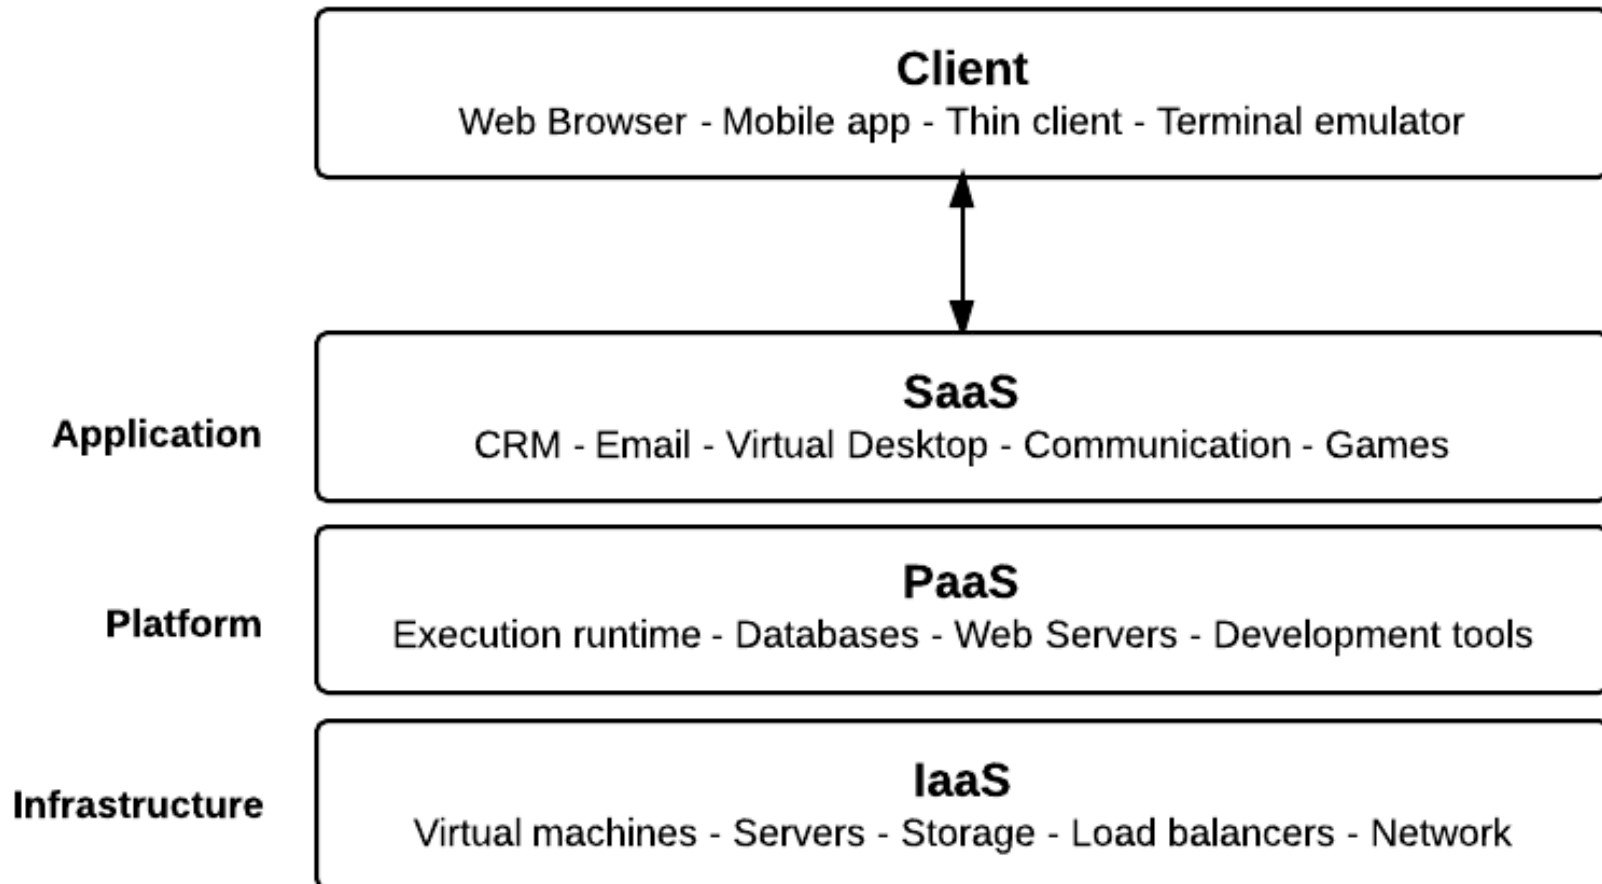 Client
Web Browser - Mobile app - Thin client - Terminal emulator
SaaS
Application
CRM - Email - Virtual Desktop - Communication - Games
PaaS
Platform
Execution runtime - Databases - Web Servers - Development tools
IaaS
Infrastructure
Virtual machines - Servers - Storage - Load balancers - Network